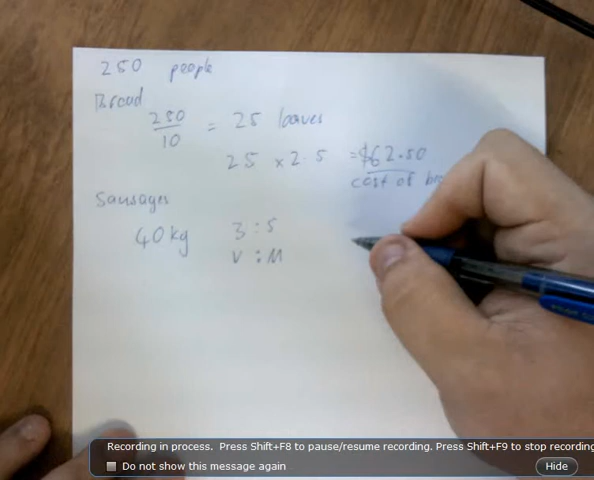 250 people
Bread
250
10
= 25 loaves
25 x 2.5 = $62.50
cost of
Sausages
40kg 3 : 5
V : M
Recording in process. Press Shift+F8 to pause/resume recording. Press Shift+F9 to stop recording
Do not show this message again
Hide